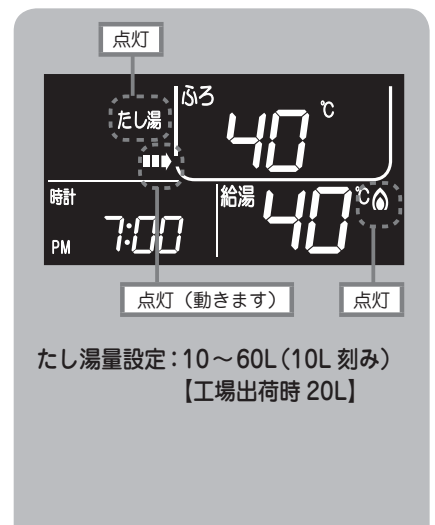 点灯
ふろ
たし湯
40℃
時計
PM 7:00
給湯
40℃
点灯（動きます）
点灯
たし湯量設定：10～60L（10L 刻み）
【工場出荷時 20L】